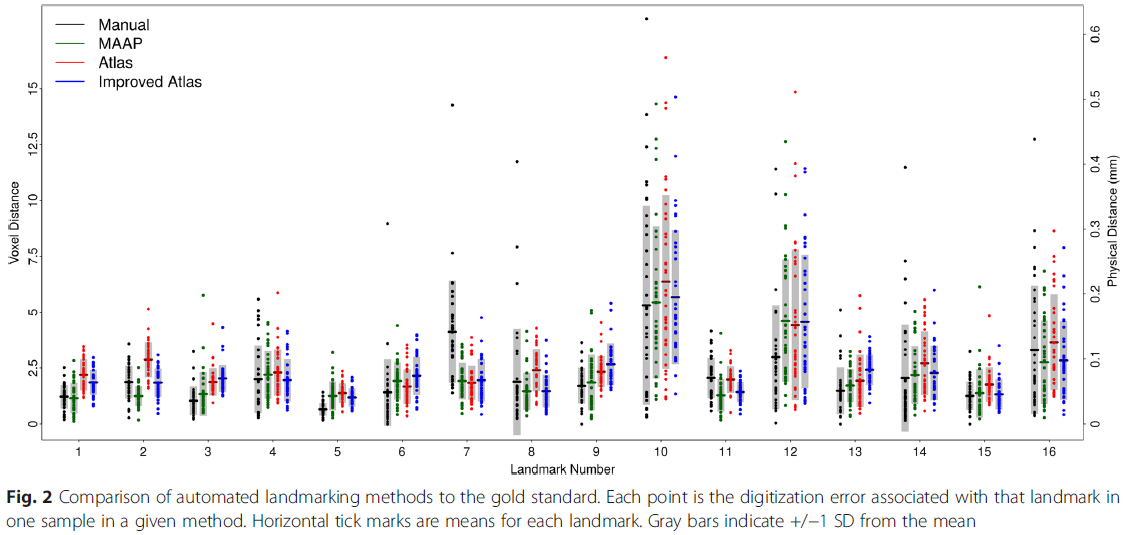 Manual
MAAP
Atlas
Improved Atlas
Voxel Distance
0
2.5
5
7.5
10
12.5
15
Physical Distance (mm)
0
0.1
0.2
0.3
0.4
0.5
0.6
1 2 3 4 5 6 7 8 9 10 11 12 13 14 15 16
Landmark Number
Fig. 2 Comparison of automated landmarking methods to the gold standard. Each point is the digitization error associated with that landmark in
one sample in a given method. Horizontal tick marks are means for each landmark. Gray bars indicate +/−1 SD from the mean